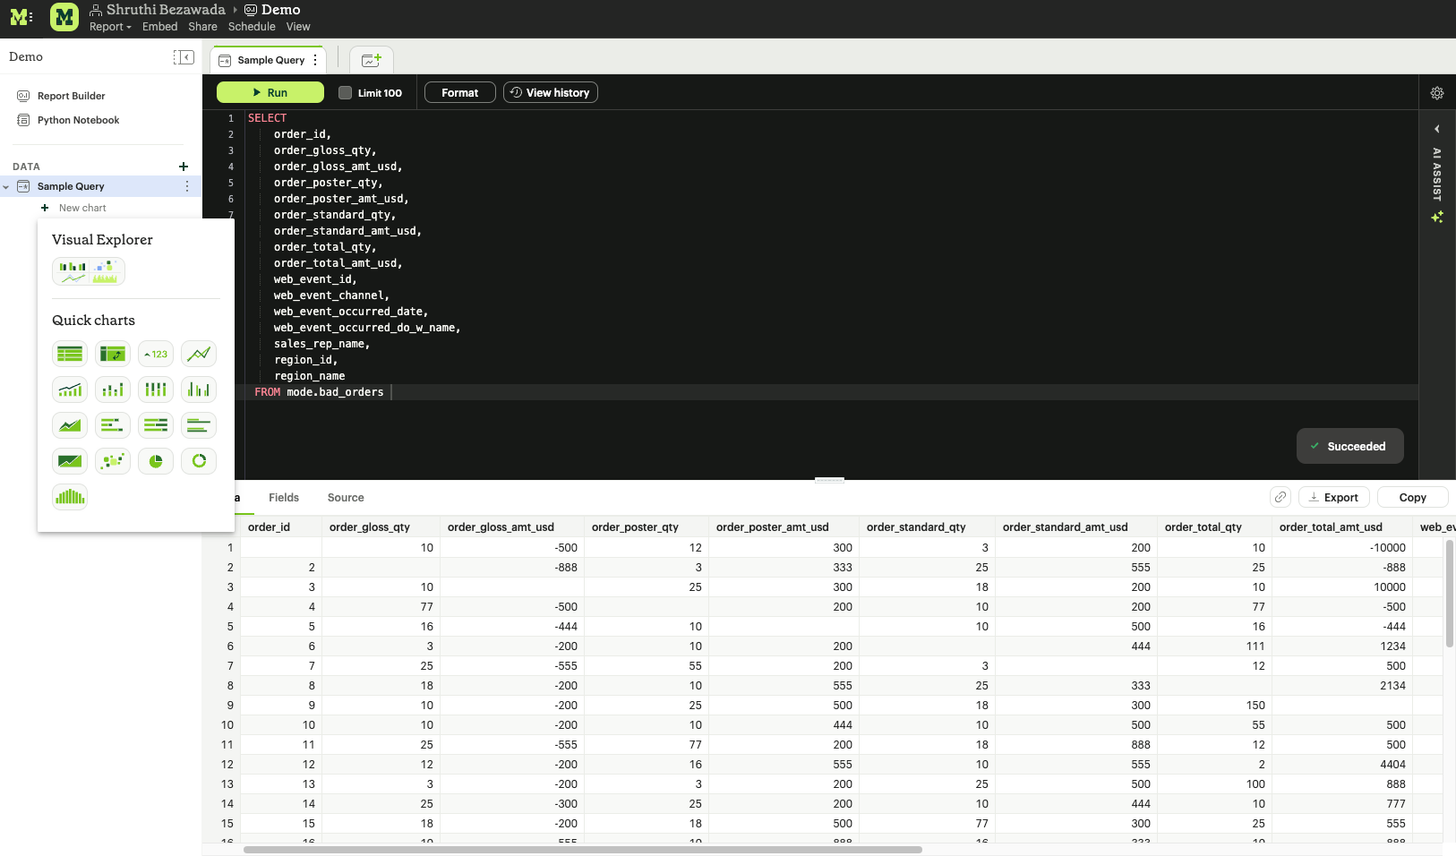 Shruthi Bezawada › Demo
Report Embed Share Schedule View
Demo
Sample Query
Report Builder
Python Notebook
DATA
Sample Query
New chart
Visual Explorer
Quick charts
123
Run Limit 100 Format View history
1 SELECT
2 order_id,
3 order_gloss_qty,
4 order_gloss_amt_usd,
5 order_poster_qty,
6 order_poster_amt_usd,
7 order_standard_qty,
order_standard_amt_usd,
order_total_qty,
order_total_amt_usd,
web_event_id,
web_event_channel,
web_event_occurred_date,
web_event_occurred_do_w_name,
sales_rep_name,
region_id,
region_name
FROM mode.bad_orders
AI ASSIST
Succeeded
a Fields Source Export Copy
order_id order_gloss_qty order_gloss_amt_usd order_poster_qty order_poster_amt_usd order_standard_qty order_standard_amt_usd order_total_qty order_total_amt_usd web_ev
1 10 -500 12 300 3 200 10 -10000
2 2 -888 3 333 25 555 25 -888
3 3 10 25 300 18 200 10 10000
4 4 77 -500 200 10 200 77 -500
5 5 16 -444 10 10 500 16 -444
6 6 3 -200 10 200 444 111 1234
7 7 25 -555 55 200 3 12 500
8 8 18 -200 10 555 25 333 2134
9 9 10 -200 25 500 18 300 150
10 10 10 -200 10 444 10 500 55 500
11 11 25 -555 77 200 18 888 12 500
12 12 12 -200 16 555 10 555 2 4404
13 13 3 -200 3 200 25 500 100 888
14 14 25 -300 25 200 10 444 10 777
15 15 18 -200 18 500 77 300 25 555
16 16 10 -555 10 888 16 333 10 888